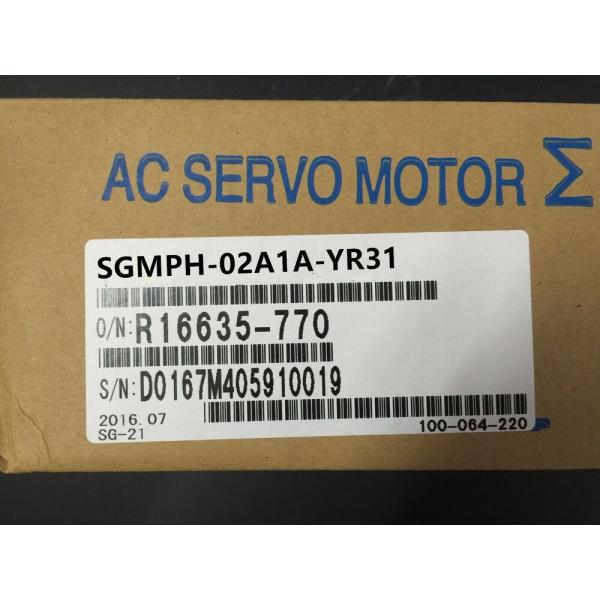 AC SERVO MOTOR Σ
SGMPH-02A1A-YR31
O/N: R16635-770
S/N: D0167M405910019
2016.07
SG-21
100-064-220